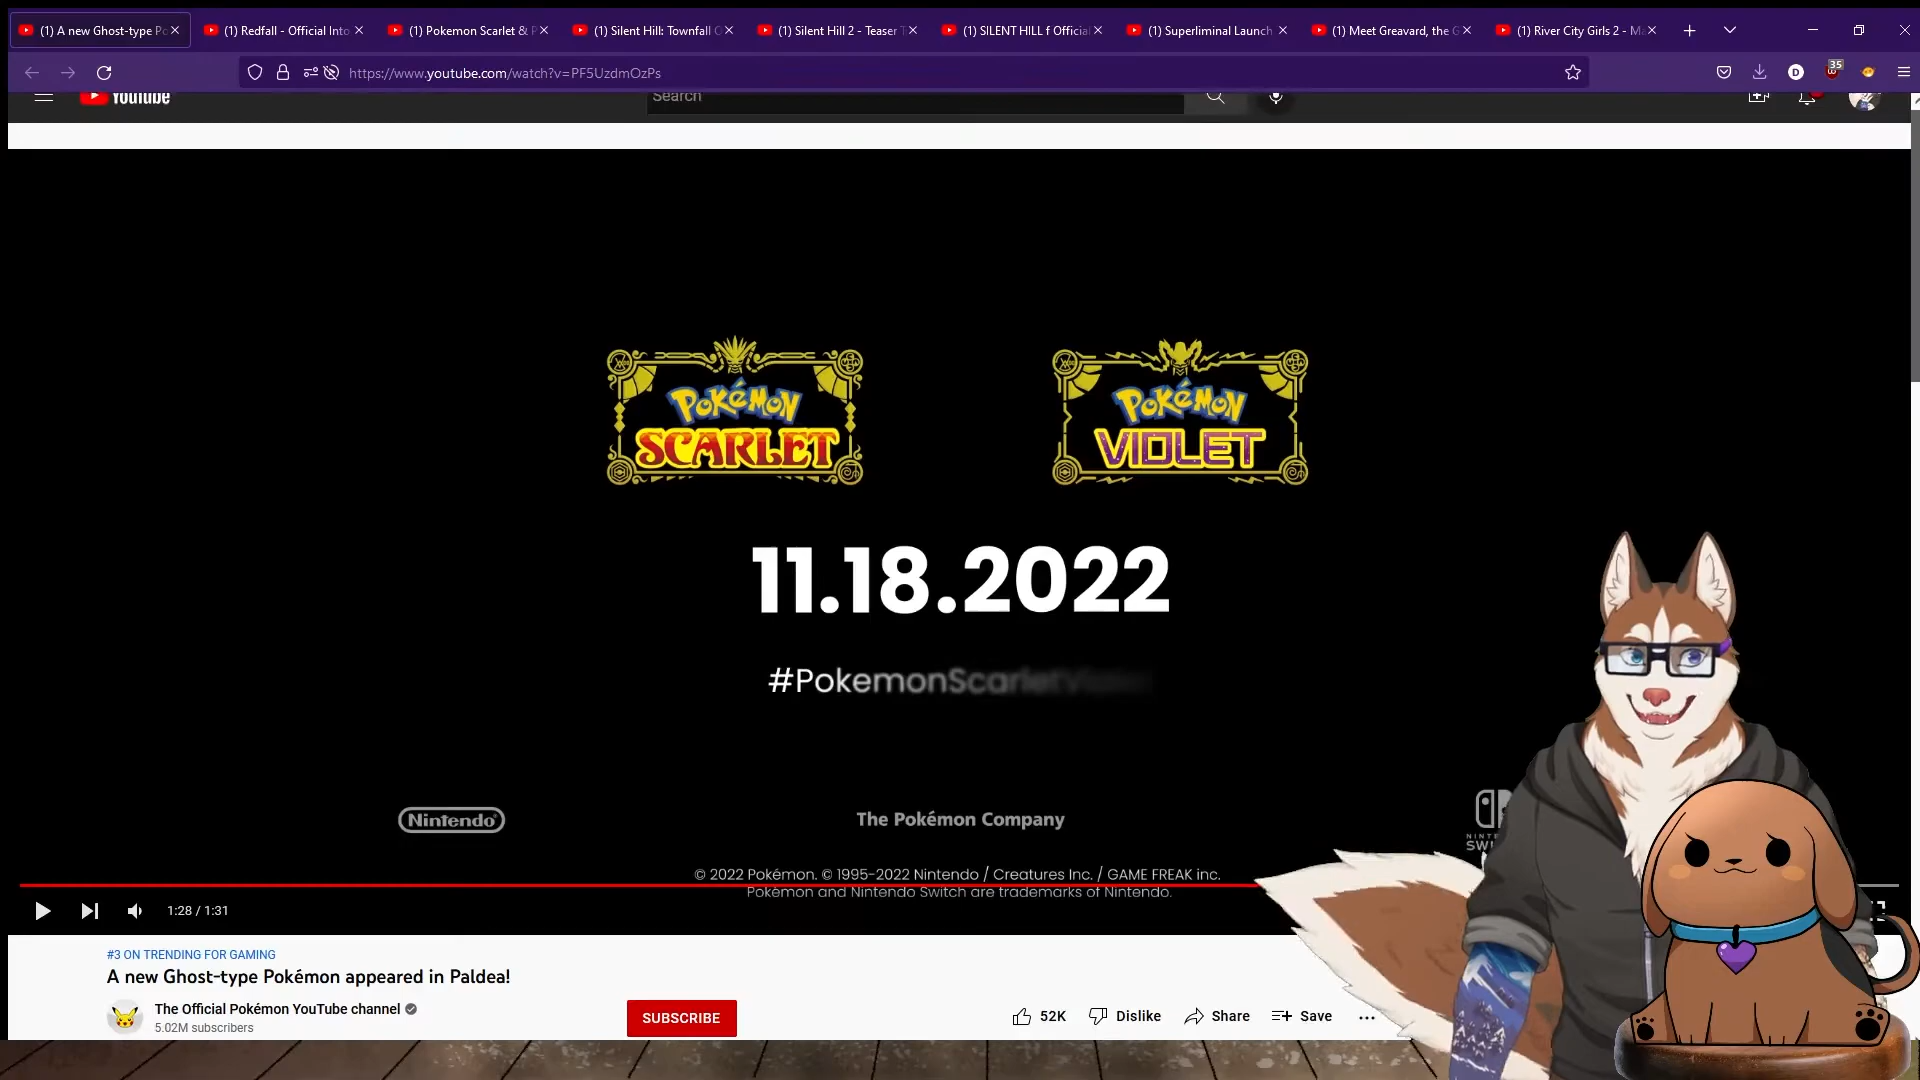 (1) A new Ghost-type Po
(1) Redfall - Official Into
(1) Pokemon Scarlet & P
(1) Silent Hill: Townfall O
(1) Silent Hill 2 - Teaser T
(1) SILENT HILL f Official
(1) Superliminal Launch
(1) Meet Greavard, the G
(1) River City Girls 2 - Ma
https://www.youtube.com/watch?v=PF5UzdmOzPs
D
35
YouTube
Search
POKéMON
SCARLET
POKéMON
VIOLET
11.18.2022
#PokemonScarletViolet
Nintendo
The Pokémon Company
© 2022 Pokémon. © 1995-2022 Nintendo / Creatures Inc. / GAME FREAK inc.
Pokémon and Nintendo Switch are trademarks of Nintendo.
1:28 / 1:31
#3 ON TRENDING FOR GAMING
A new Ghost-type Pokémon appeared in Paldea!
The Official Pokémon YouTube channel
5.02M subscribers
SUBSCRIBE
52K
Dislike
Share
Save